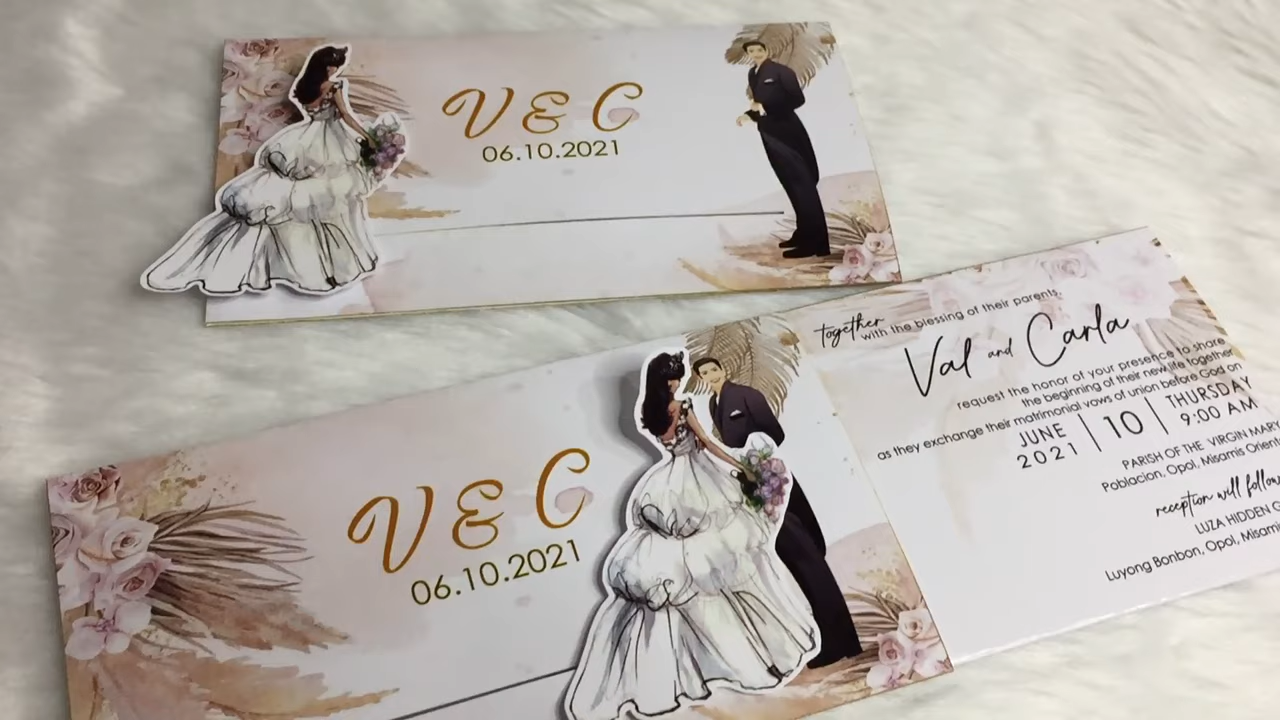 V & C
06.10.2021
V & C
06.10.2021
together
with the blessing of their parents,
Val and Carla
request the honor of your presence to share
the beginning of their new life together
as they exchange their matrimonial vows of union before God on
JUNE 2021 | 10 | THURSDAY 9:00 AM
PARISH OF THE VIRGIN MARY
Poblacion, Opol, Misamis
reception will follow
LUZA HIDDEN
Luyong Bonbon, Opol,